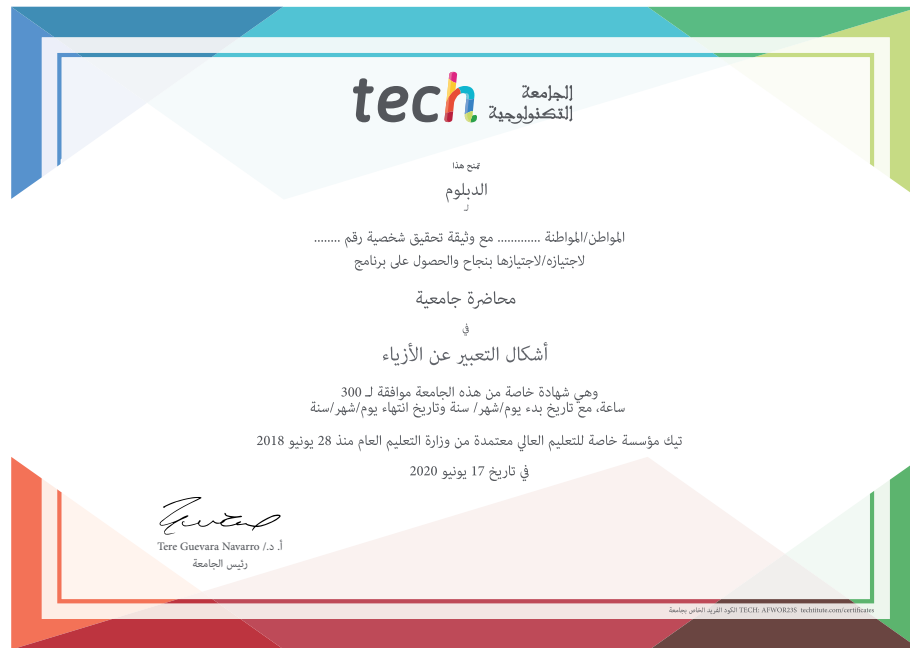 tech الجامعة
التكنولوجية
تمنح هذا
الدبلوم
لـ
المواطن/المواطنة ............. مع وثيقة تحقيق شخصية رقم ........
لاجتيازه/لاجتيازها بنجاح والحصول على برنامج
محاضرة جامعية
في
أشكال التعبير عن الأزياء
وهي شهادة خاصة من هذه الجامعة موافقة لـ 300
ساعة، مع تاريخ بدء يوم/شهر/ سنة وتاريخ انتهاء يوم/شهر/سنة
تيك مؤسسة خاصة للتعليم العالي معتمدة من وزارة التعليم العام منذ 28 يونيو 2018
في تاريخ 17 يونيو 2020
أ. د./ Tere Guevara Navarro
رئيس الجامعة
الكود الفريد الخاص بجامعة TECH: AFWOR23S techtitute.com/certificates